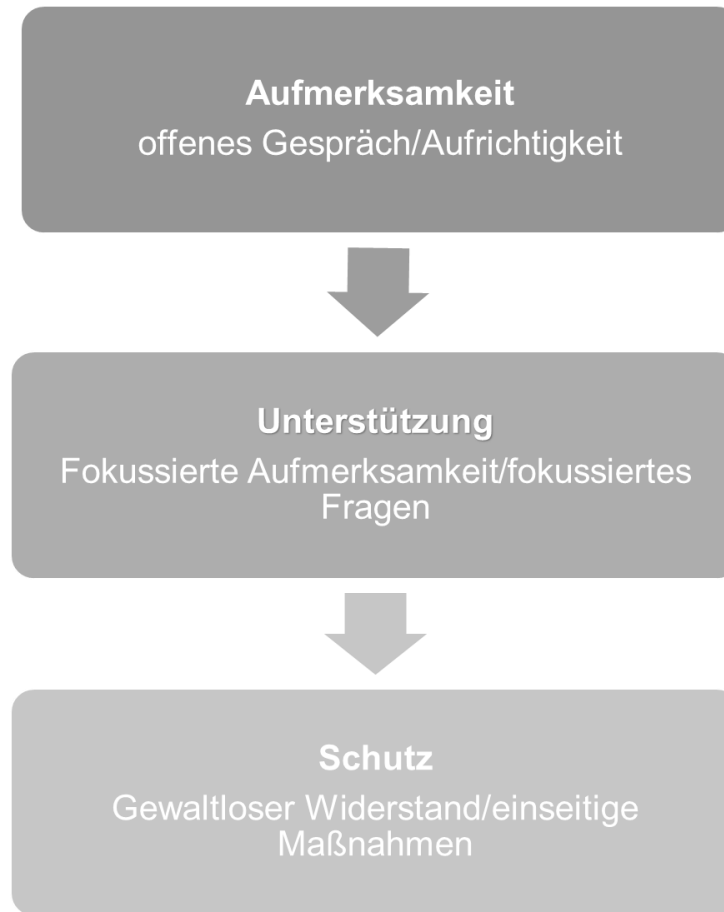 Aufmerksamkeit
offenes Gespräch/Aufrichtigkeit
Unterstützung
Fokussierte Aufmerksamkeit/fokussiertes
Fragen
Schutz
Gewaltloser Widerstand/einseitige
Maßnahmen